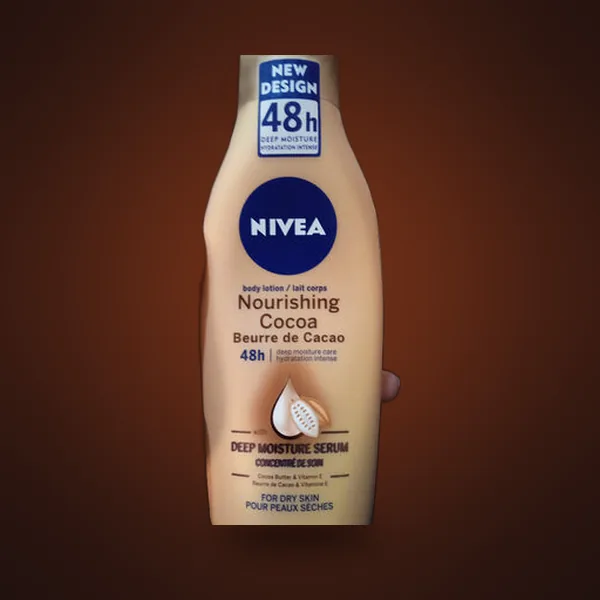 NEW
DESIGN
48h
DEEP MOISTURE
HYDRATATION INTENSE
NIVEA
body lotion / lait corps
Nourishing
Cocoa
Beurre de Cacao
48h | deep moisture care
hydratation intense
with
DEEP MOISTURE SERUM
CONCENTRÉ DE SOIN
Cocoa Butter & Vitamin E
Beurre de Cacao & Vitamine E
FOR DRY SKIN
POUR PEAUX SÈCHES